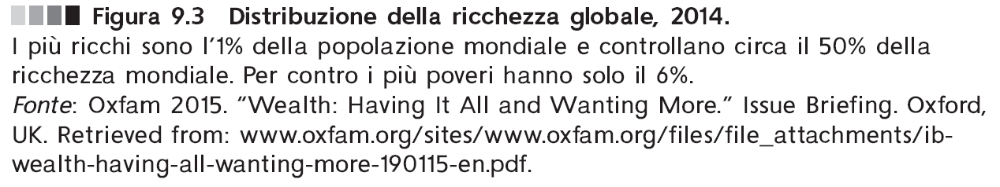 Figura 9.3 Distribuzione della ricchezza globale, 2014.
I più ricchi sono l'1% della popolazione mondiale e controllano circa il 50% della
ricchezza mondiale. Per contro i più poveri hanno solo il 6%.
Fonte: Oxfam 2015. "Wealth: Having It All and Wanting More." Issue Briefing. Oxford,
UK. Retrieved from: www.oxfam.org/sites/www.oxfam.org/files/file_attachments/ib-
wealth-having-all-wanting-more-190115-en.pdf.